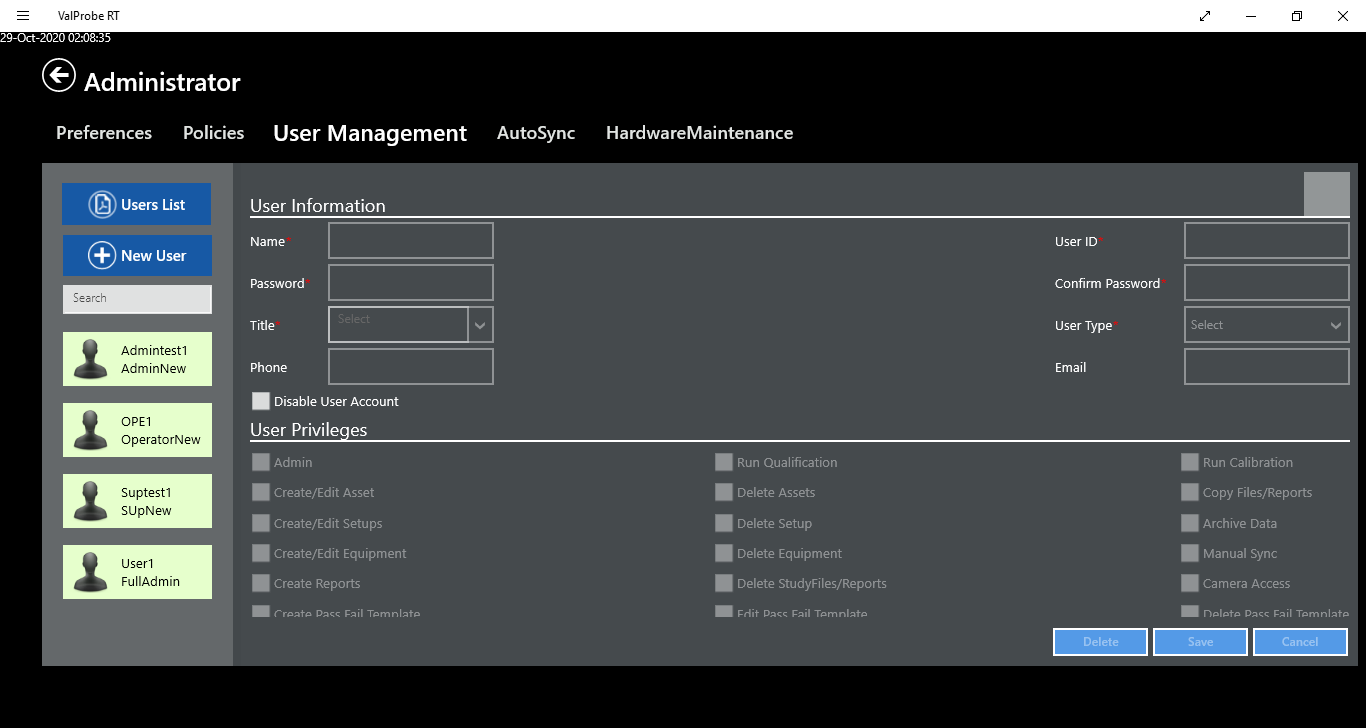 ValProbe RT
29-Oct-2020 02:08:35
Administrator
Preferences Policies User Management AutoSync HardwareMaintenance
Users List
New User
Search
Admintest1
AdminNew
OPE1
OperatorNew
Suptest1
SUpNew
User1
FullAdmin
User Information
Name* User ID*
Password* Confirm Password*
Title* Select User Type* Select
Phone Email
Disable User Account
User Privileges
Admin Run Qualification Run Calibration
Create/Edit Asset Delete Assets Copy Files/Reports
Create/Edit Setups Delete Setup Archive Data
Create/Edit Equipment Delete Equipment Manual Sync
Create Reports Delete StudyFiles/Reports Camera Access
Create Pass Fail Template Edit Pass Fail Template Delete Pass Fail Template
Delete Save Cancel